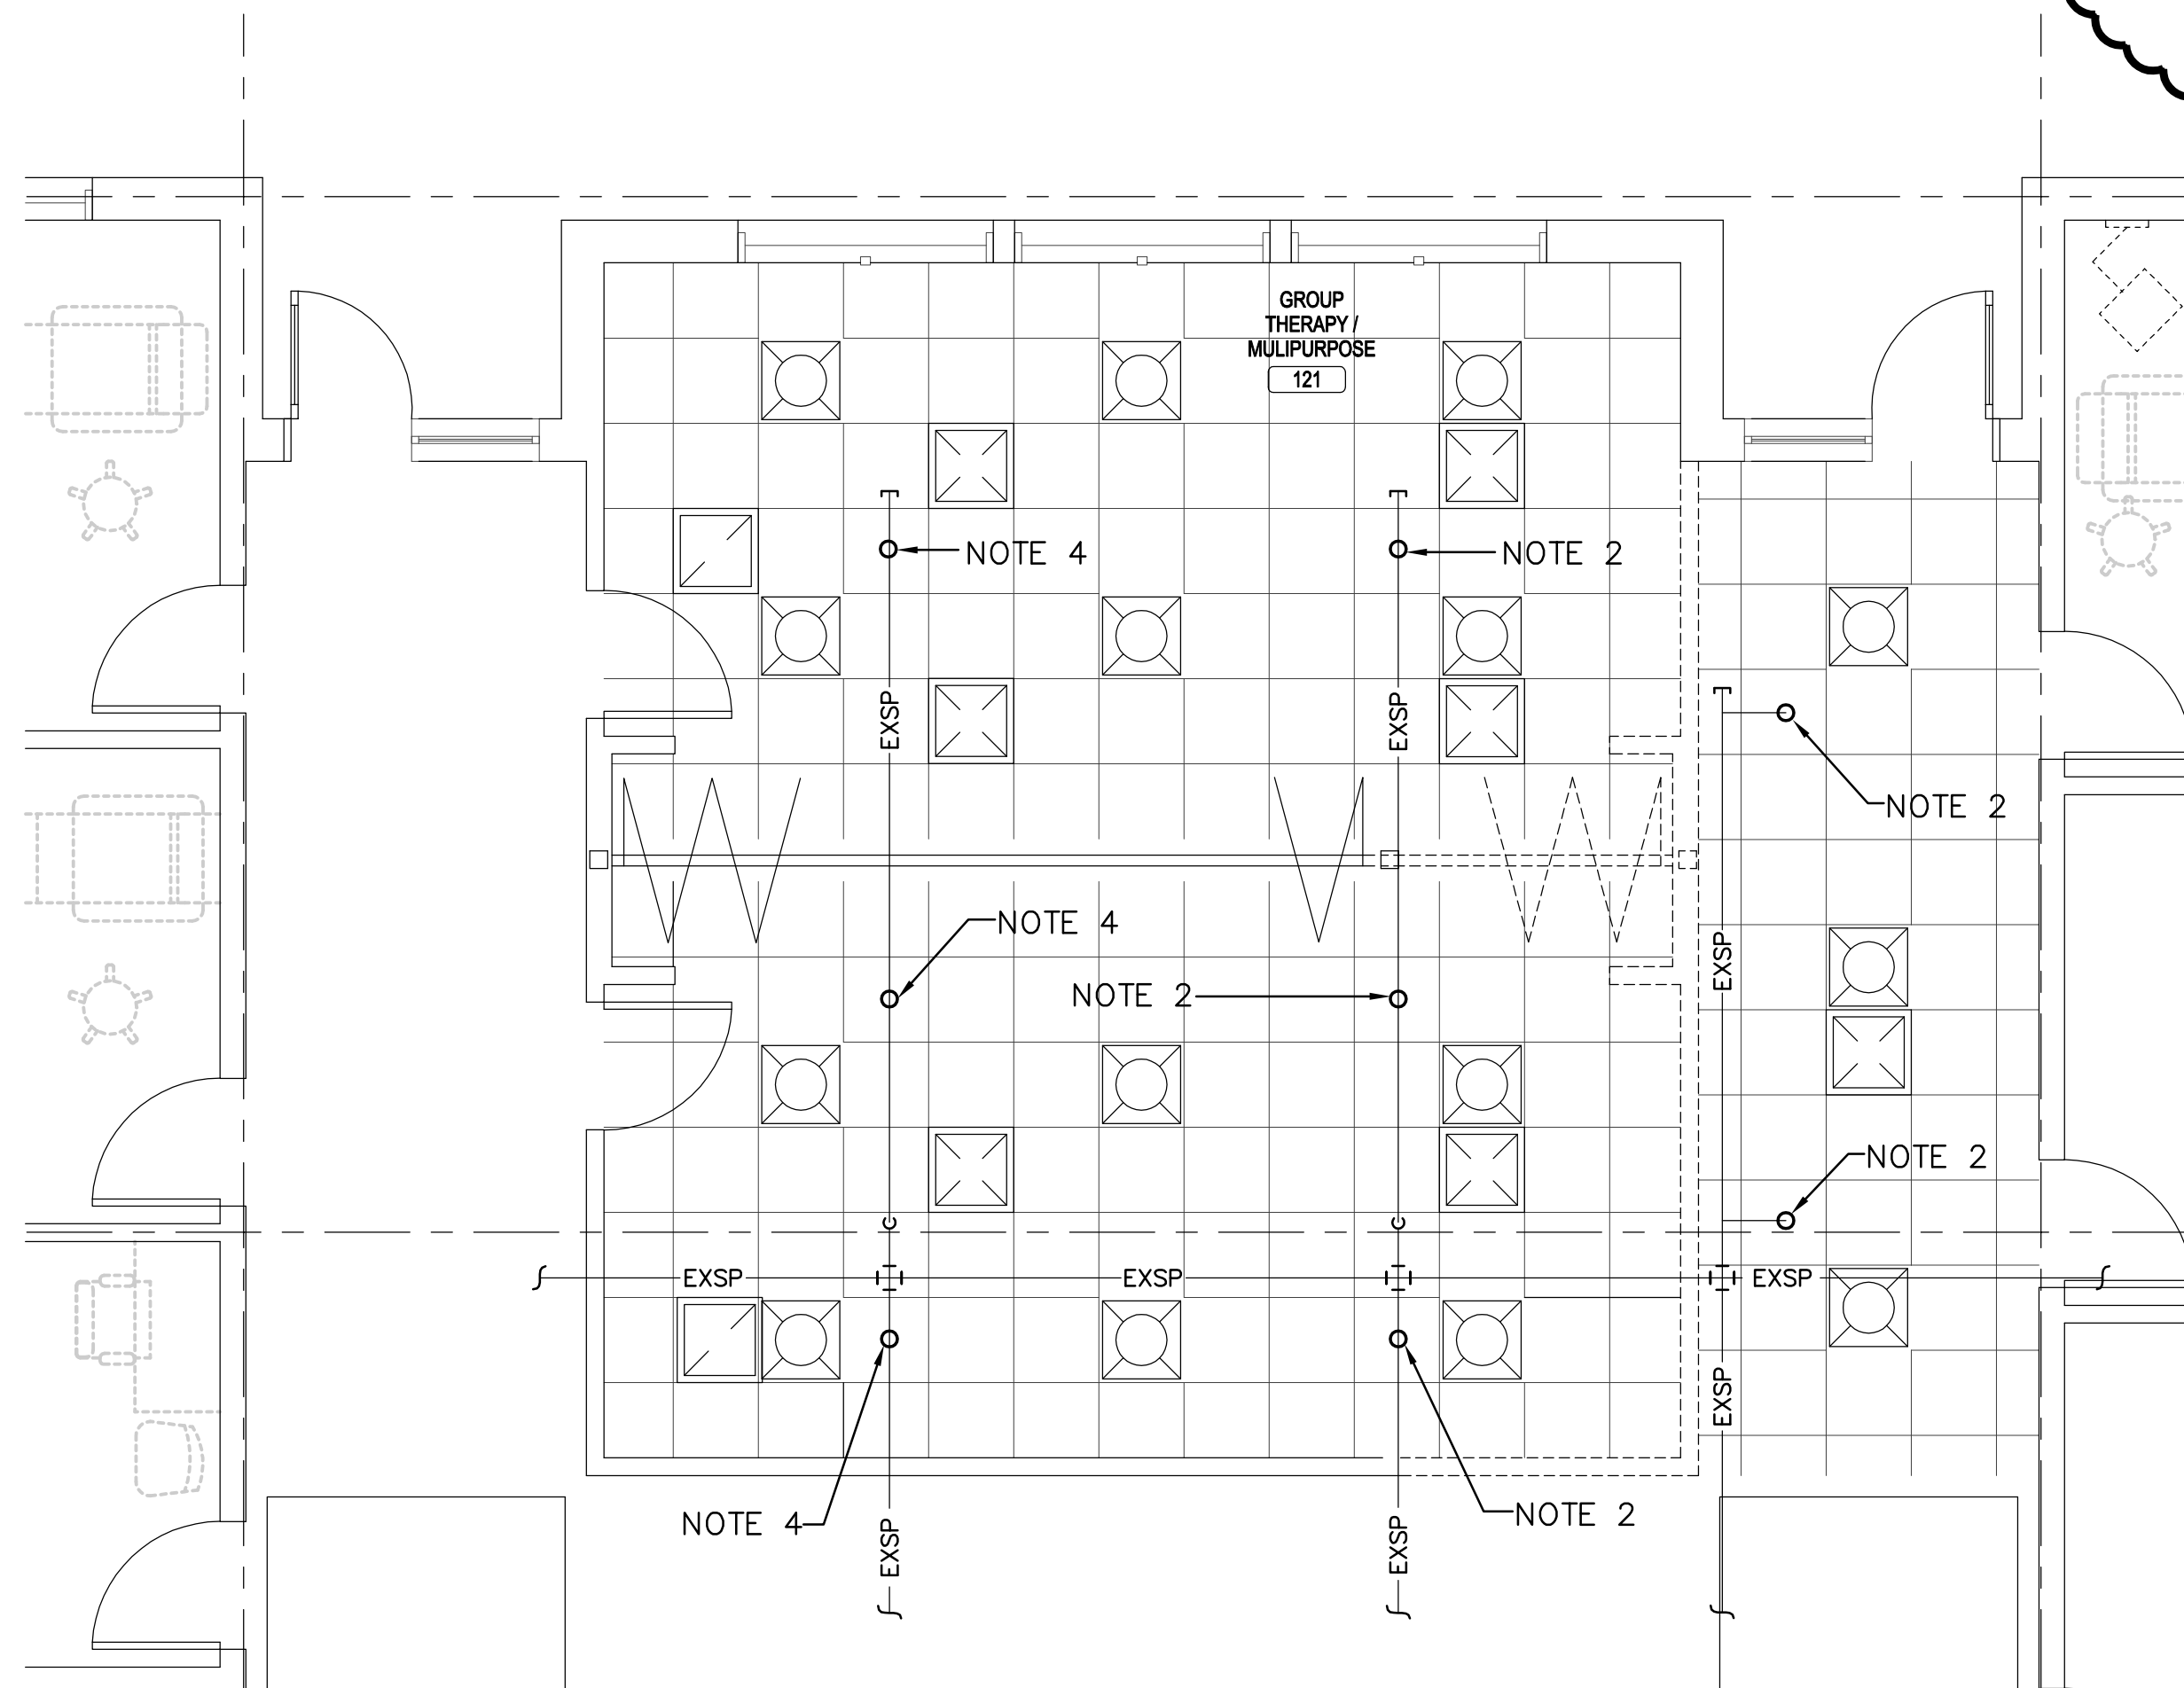 GROUP
THERAPY /
MULIPURPOSE
121
NOTE 4
NOTE 2
EXSP
EXSP
NOTE 2
NOTE 4
EXSP
NOTE 2
NOTE 2
EXSP
EXSP
EXSP
EXSP
NOTE 4
NOTE 2
EXSP
EXSP